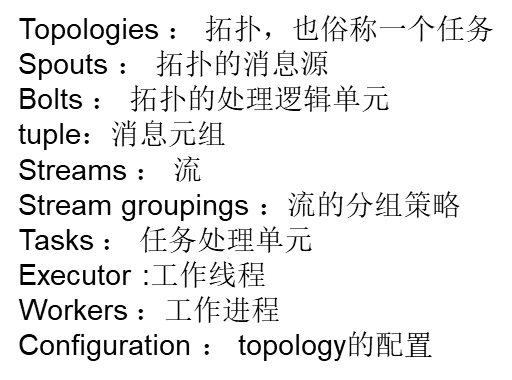 Topologies ： 拓扑，也俗称一个任务
Spouts ： 拓扑的消息源
Bolts ： 拓扑的处理逻辑单元
tuple：消息元组
Streams ： 流
Stream groupings ：流的分组策略
Tasks ： 任务处理单元
Executor :工作线程
Workers ：工作进程
Configuration ： topology的配置